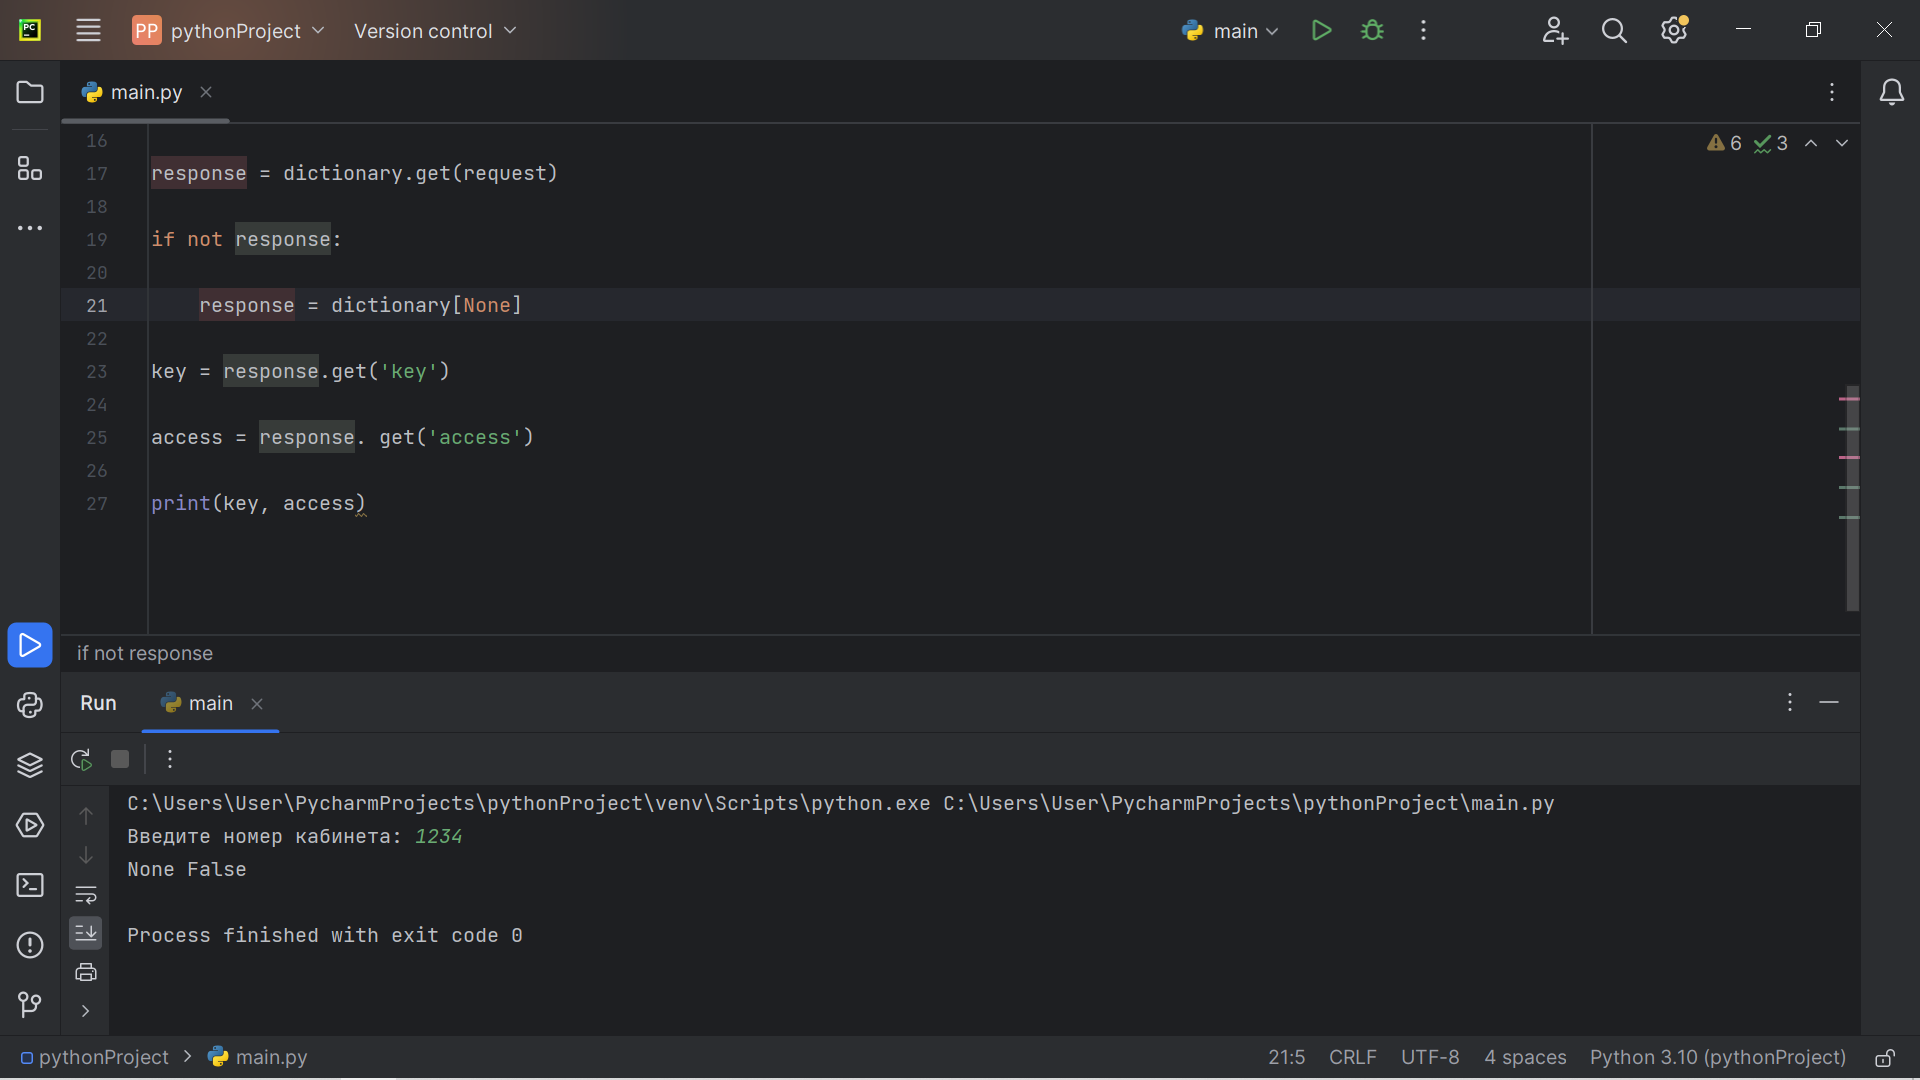 PC
PP pythonProject Version control main
main.py
16
17 response = dictionary.get(request)
18
19 if not response:
20
21 response = dictionary[None]
22
23 key = response.get('key')
24
25 access = response. get('access')
26
27 print(key, access)
6 3
if not response
Run main
C:\Users\User\PycharmProjects\pythonProject\venv\Scripts\python.exe C:\Users\User\PycharmProjects\pythonProject\main.py
Введите номер кабинета: 1234
None False
Process finished with exit code 0
pythonProject main.py 21:5 CRLF UTF-8 4 spaces Python 3.10 (pythonProject)